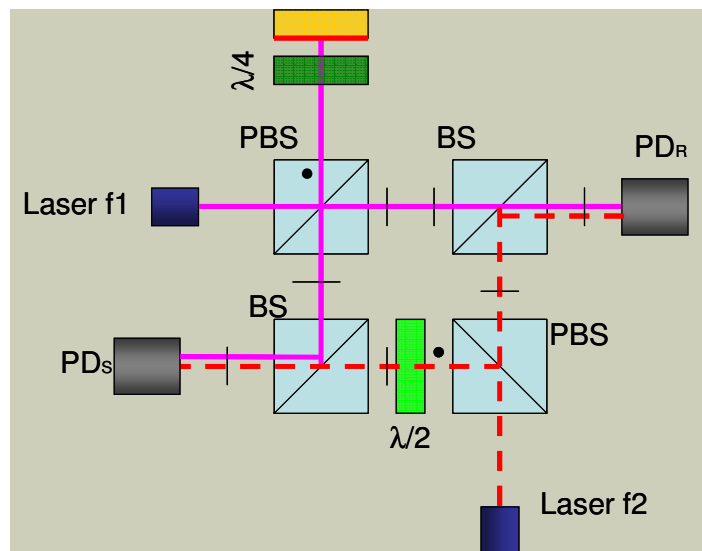 λ/4
PBS
BS
PDR
Laser f1
BS
PBS
PDS
λ/2
Laser f2